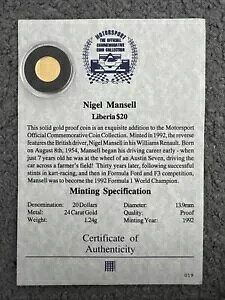 MOTORSPORT
THE OFFICIAL
COMMEMORATIVE
COIN COLLECTION
Nigel Mansell
Liberia $20
This solid gold proof coin is an exquisite addition to the Motorsport
Official Commemorative Coin Collection. Minted in 1992, the reverse
features the British driver, Nigel Mansell in his Williams Renault. Born
on August 8th, 1954, Mansell began his driving career early - when
just 7 years old he was at the wheel of an Austin Seven, driving the
car across a farmer's field! Thirty years later, following successful
stints in kart-racing, and then in Formula Ford and F3 competition,
Mansell was to become the 1992 Formula 1 World Champion.
Minting Specification
Denomination: 20 Dollars Diameter: 13.9mm
Metal: 24 Carat Gold Quality: Proof
Weight: 1.24g Minting Year: 1992
Certificate of
Authenticity
019